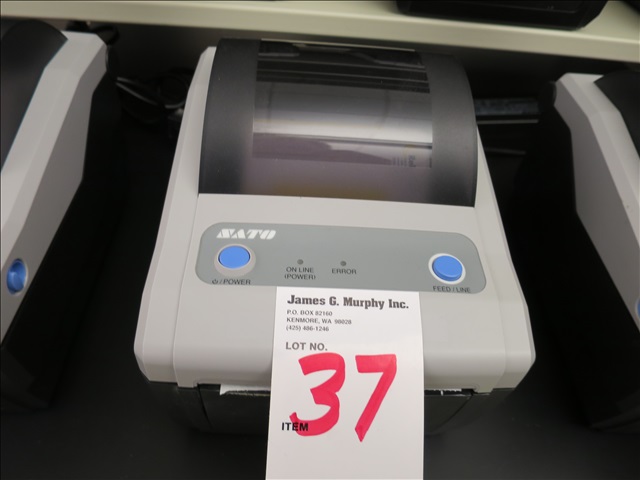 SATO
ON LINE
(POWER)
ERROR
⏻/POWER
FEED/LINE
James G. Murphy Inc.
P.O. BOX 82160
KENMORE, WA 98028
(425) 486-1246
LOT NO.
37
ITEM